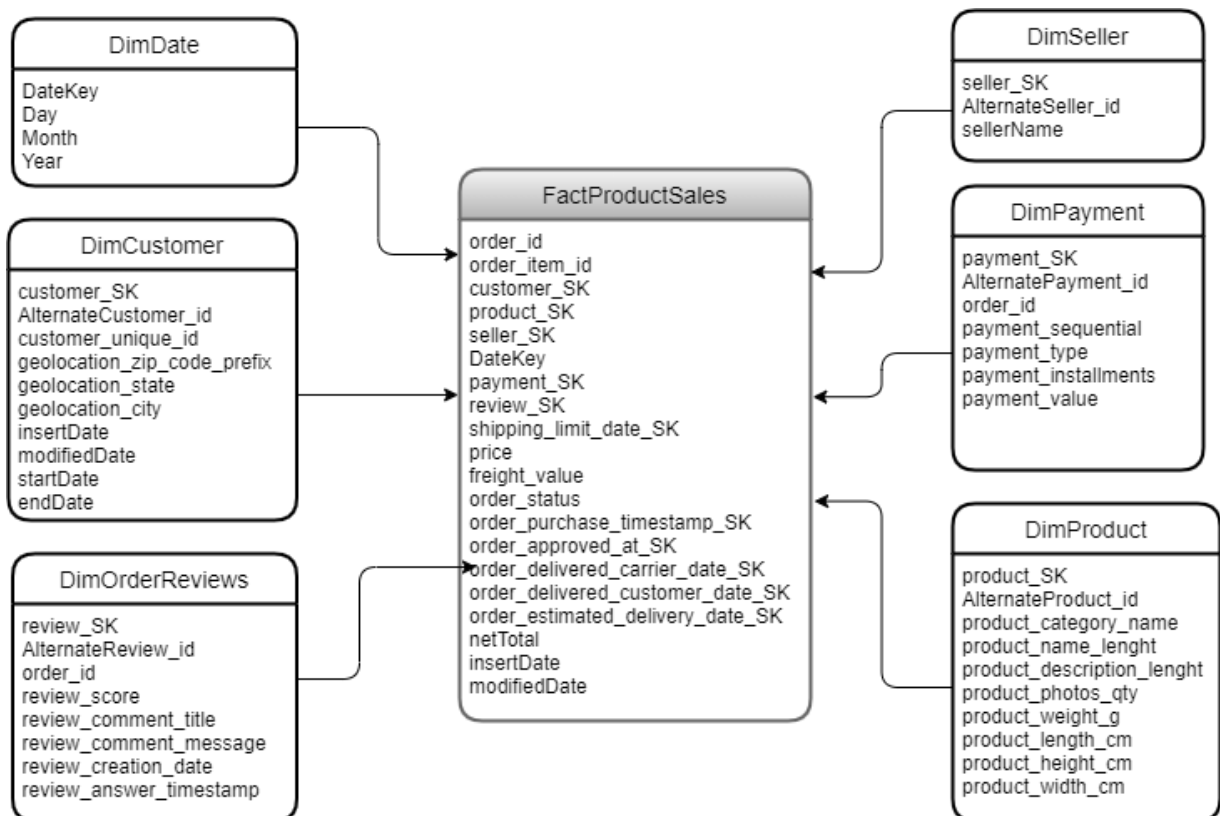 DimDate
DateKey
Day
Month
Year
DimCustomer
customer_SK
AlternateCustomer_id
customer_unique_id
geolocation_zip_code_prefix
geolocation_state
geolocation_city
insertDate
modifiedDate
startDate
endDate
DimOrderReviews
review_SK
AlternateReview_id
order_id
review_score
review_comment_title
review_comment_message
review_creation_date
review_answer_timestamp
FactProductSales
order_id
order_item_id
customer_SK
product_SK
seller_SK
DateKey
payment_SK
review_SK
shipping_limit_date_SK
price
freight_value
order_status
order_purchase_timestamp_SK
order_approved_at_SK
order_delivered_carrier_date_SK
order_delivered_customer_date_SK
order_estimated_delivery_date_SK
netTotal
insertDate
modifiedDate
DimSeller
seller_SK
AlternateSeller_id
sellerName
DimPayment
payment_SK
AlternatePayment_id
order_id
payment_sequential
payment_type
payment_installments
payment_value
DimProduct
product_SK
AlternateProduct_id
product_category_name
product_name_lenght
product_description_lenght
product_photos_qty
product_weight_g
product_length_cm
product_height_cm
product_width_cm